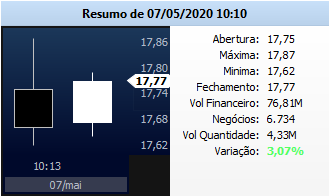 Resumo de 07/05/2020 10:10
17,86
17,80
17,77
17,74
17,68
17,62
10:13
07/mai
Abertura: 17,75
Máxima: 17,87
Minima: 17,62
Fechamento: 17,77
Vol Financeiro: 76,81M
Negócios: 6.734
Vol Quantidade: 4,33M
Variação: 3,07%